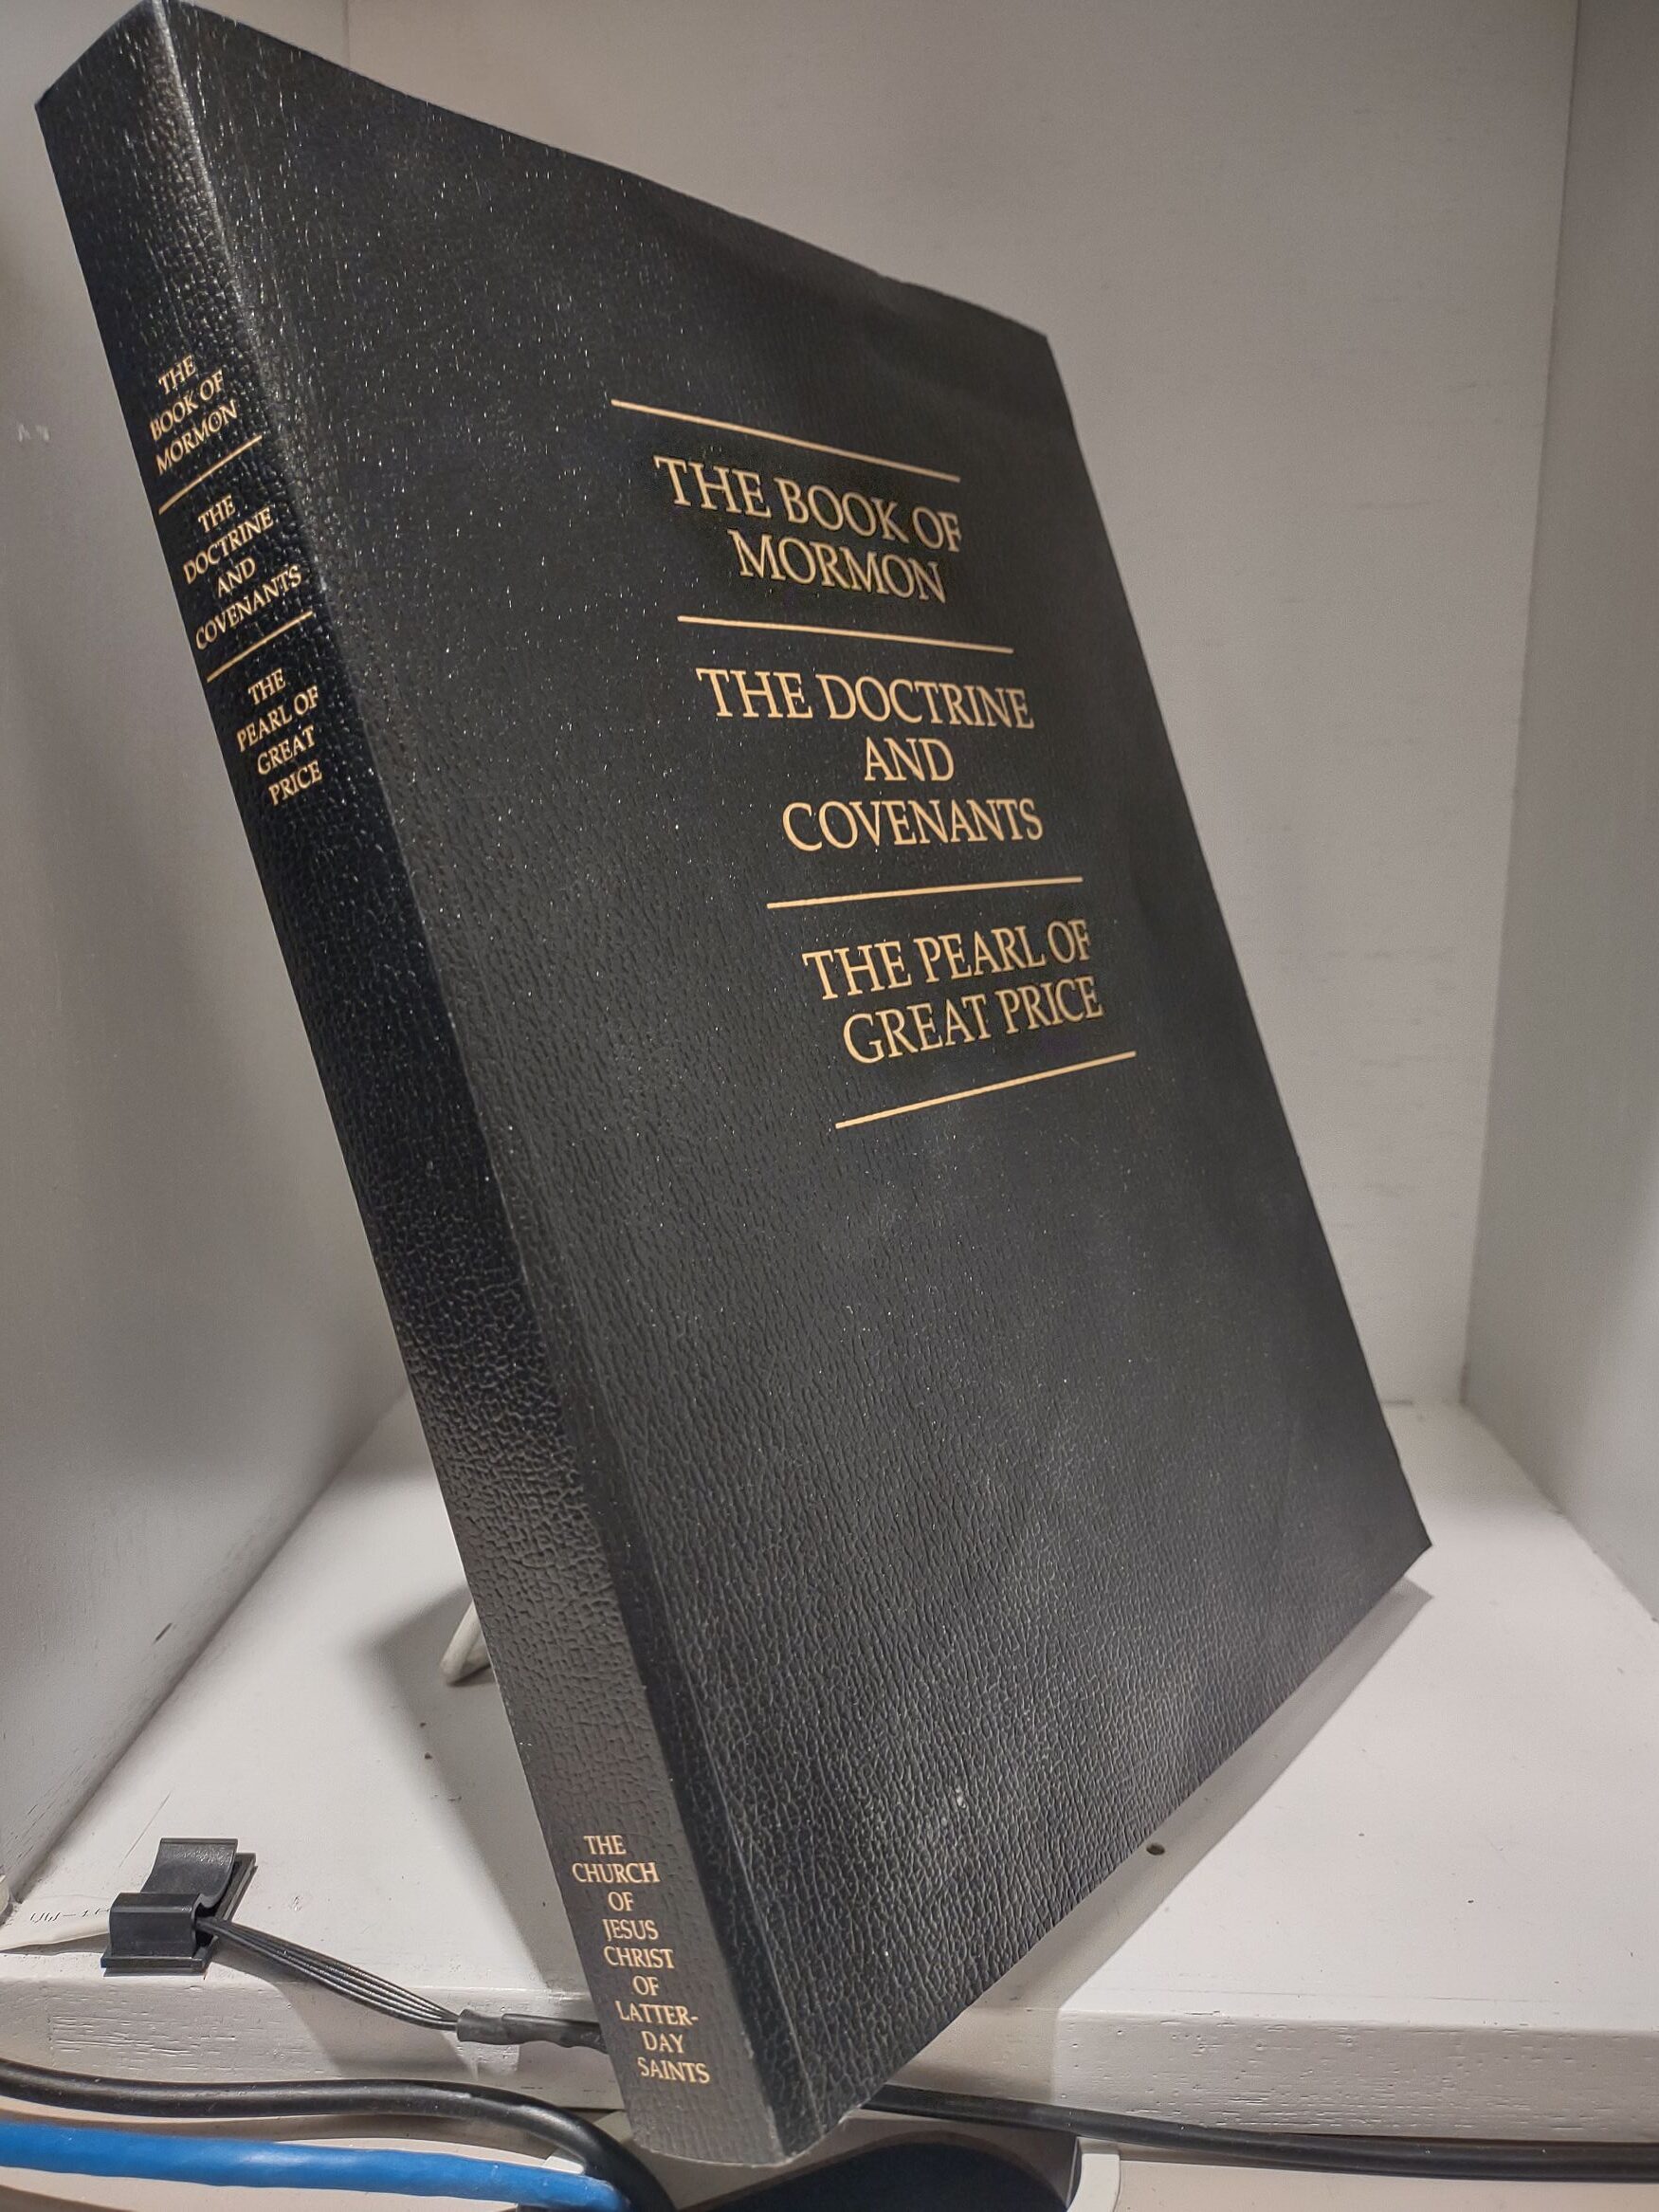 THE
BOOK OF
MORMON
THE
DOCTRINE
AND
COVENANTS
THE
PEARL OF
GREAT
PRICE
THE
CHURCH
OF
JESUS
CHRIST
OF
LATTER-
DAY
SAINTS
THE BOOK OF
MORMON
THE DOCTRINE
AND
COVENANTS
THE PEARL OF
GREAT PRICE